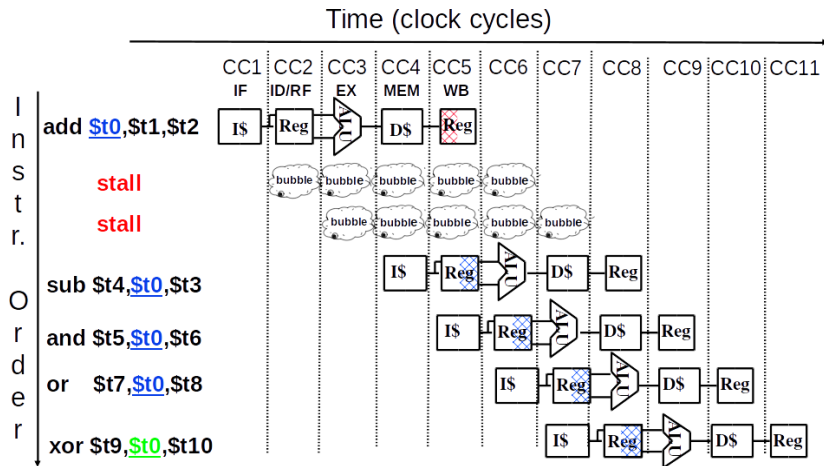 Time (clock cycles)
CC1 CC2 CC3 CC4 CC5 CC6 CC7 CC8 CC9 CC10 CC11
IF ID/RF EX MEM WB
Instr. Order
add $t0,$t1,$t2 I$ Reg ALU D$ Reg
stall bubble bubble bubble bubble bubble
stall bubble bubble bubble bubble bubble
sub $t4,$t0,$t3 I$ Reg ALU D$ Reg
and $t5,$t0,$t6 I$ Reg ALU D$ Reg
or $t7,$t0,$t8 I$ Reg ALU D$ Reg
xor $t9,$t0,$t10 I$ Reg ALU D$ Reg